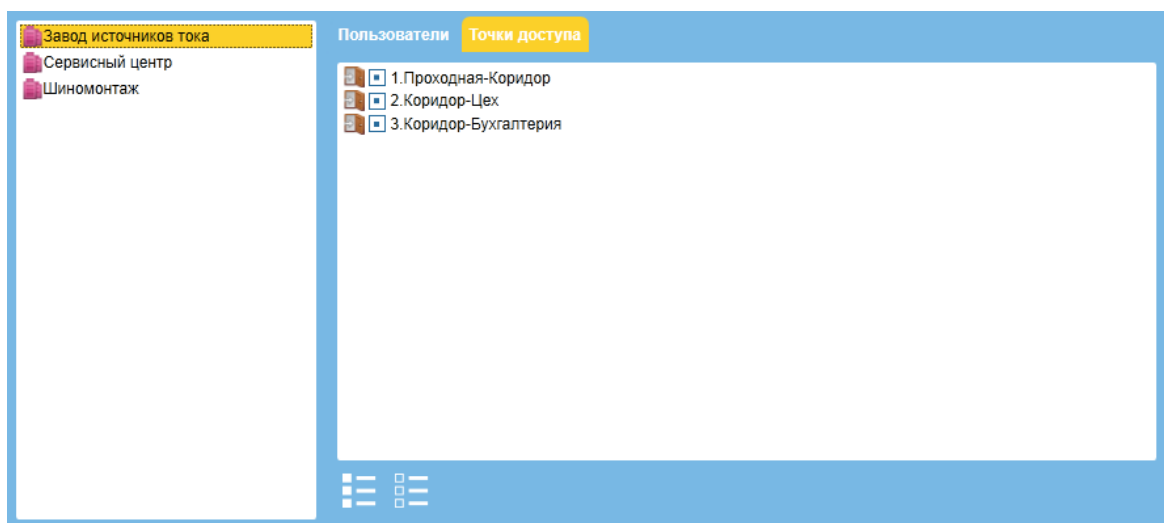 Завод источников тока
Сервисный центр
Шиномонтаж
Пользователи Точки доступа
1.Проходная-Коридор
2.Коридор-Цех
3.Коридор-Бухгалтерия